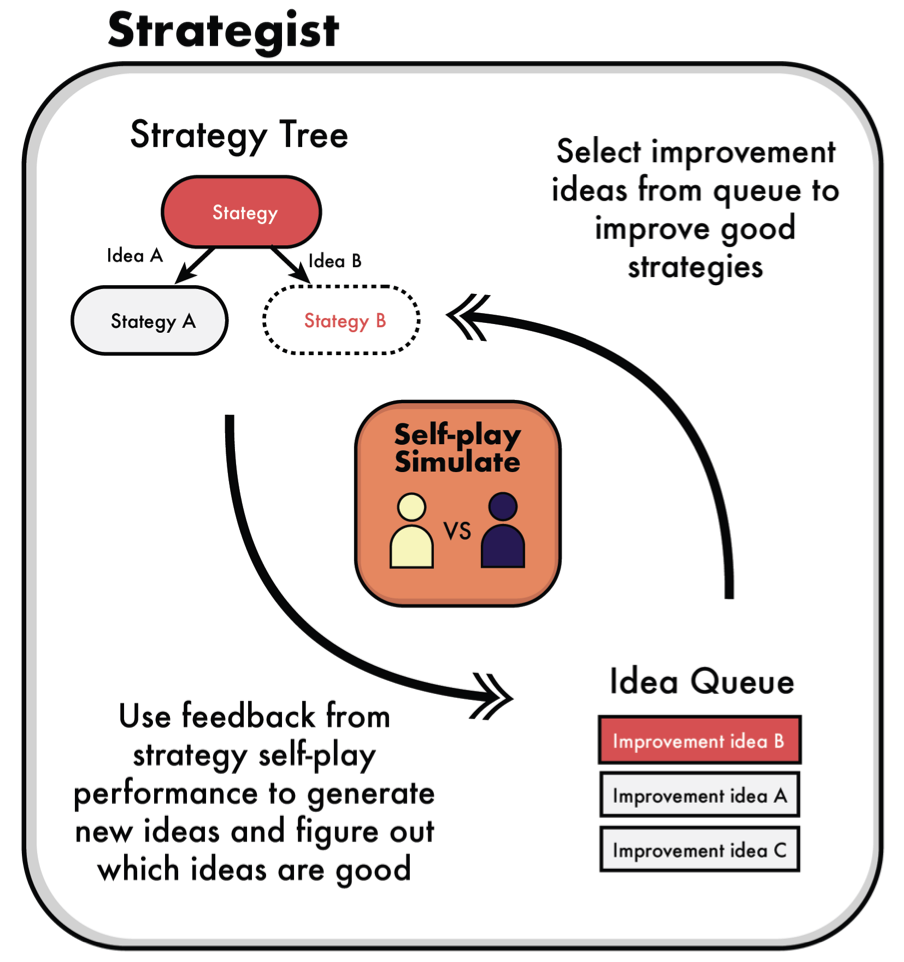 Strategist
Strategy Tree
Stategy
Idea A
Idea B
Stategy A
Stategy B
Select improvement
ideas from queue to
improve good
strategies
Self-play
Simulate
VS
Use feedback from
strategy self-play
performance to generate
new ideas and figure out
which ideas are good
Idea Queue
Improvement idea B
Improvement idea A
Improvement idea C